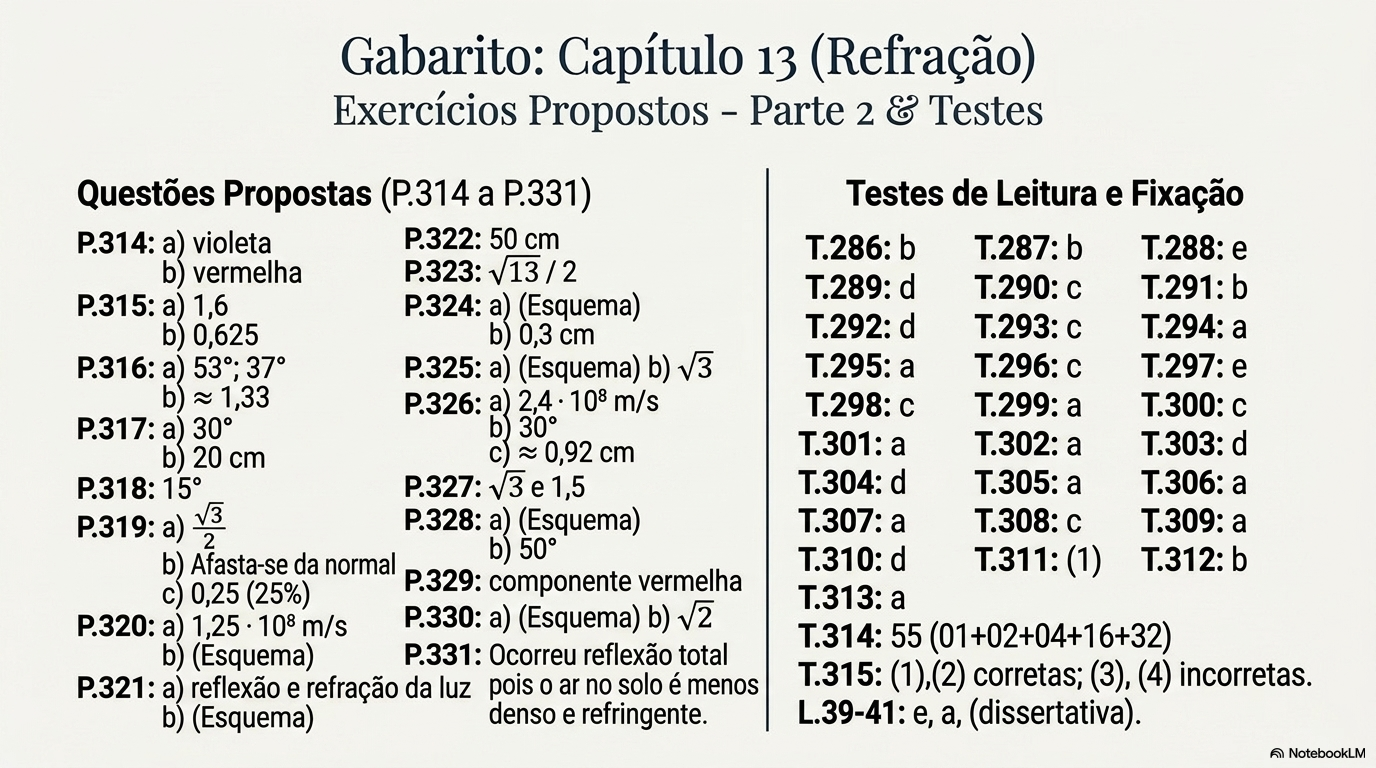 Gabarito: Capítulo 13 (Refração)
Exercícios Propostos – Parte 2 & Testes
Questões Propostas (P.314 a P.331)
P.314: a) violeta
b) vermelha
P.315: a) 1,6
b) 0,625
P.316: a) 53°; 37°
b) ≈ 1,33
P.317: a) 30°
b) 20 cm
P.318: 15°
P.319: a) √3/2
b) Afasta-se da normal
c) 0,25 (25%)
P.320: a) 1,25 · 10⁸ m/s
b) (Esquema)
P.321: a) reflexão e refração da luz
b) (Esquema)
P.322: 50 cm
P.323: √13 / 2
P.324: a) (Esquema)
b) 0,3 cm
P.325: a) (Esquema) b) √3
P.326: a) 2,4 · 10⁸ m/s
b) 30°
c) ≈ 0,92 cm
P.327: √3 e 1,5
P.328: a) (Esquema)
b) 50°
P.329: componente vermelha
P.330: a) (Esquema) b) √2
P.331: Ocorreu reflexão total
pois o ar no solo é menos
denso e refringente.
Testes de Leitura e Fixação
T.286: b T.287: b T.288: e
T.289: d T.290: c T.291: b
T.292: d T.293: c T.294: a
T.295: a T.296: c T.297: e
T.298: c T.299: a T.300: c
T.301: a T.302: a T.303: d
T.304: d T.305: a T.306: a
T.307: a T.308: c T.309: a
T.310: d T.311: (1) T.312: b
T.313: a
T.314: 55 (01+02+04+16+32)
T.315: (1),(2) corretas; (3), (4) incorretas.
L.39-41: e, a, (dissertativa).
NotebookLM